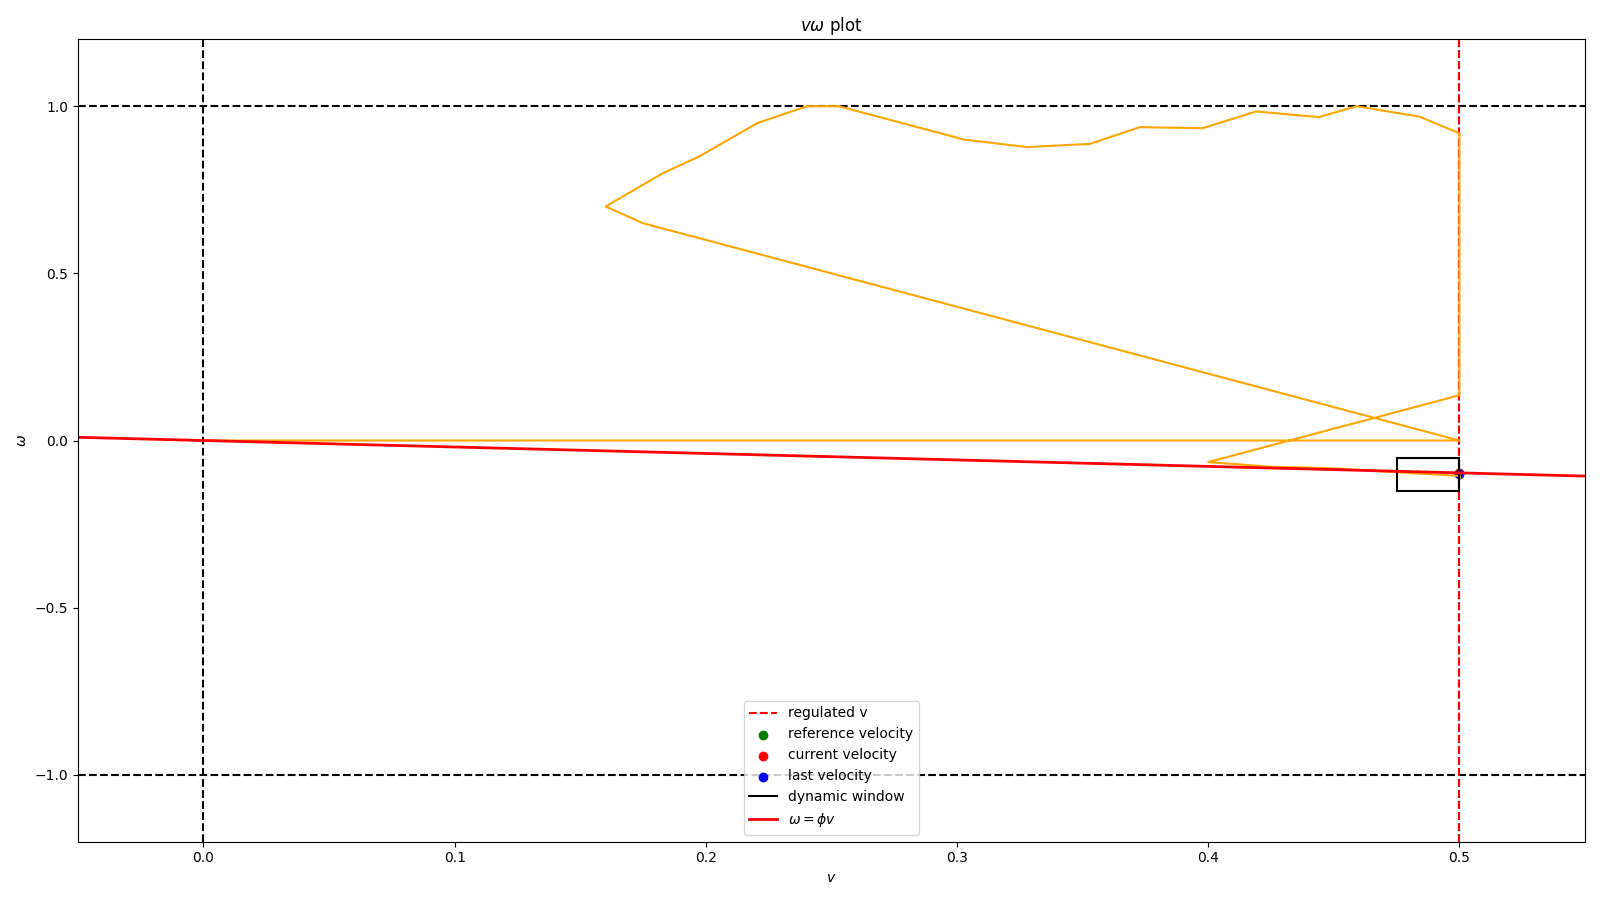 vω plot
1.0
0.5
0.0
−0.5
−1.0
ω
regulated v
reference velocity
current velocity
last velocity
dynamic window
ω = ϕv
0.0 0.1 0.2 0.3 0.4 0.5
v